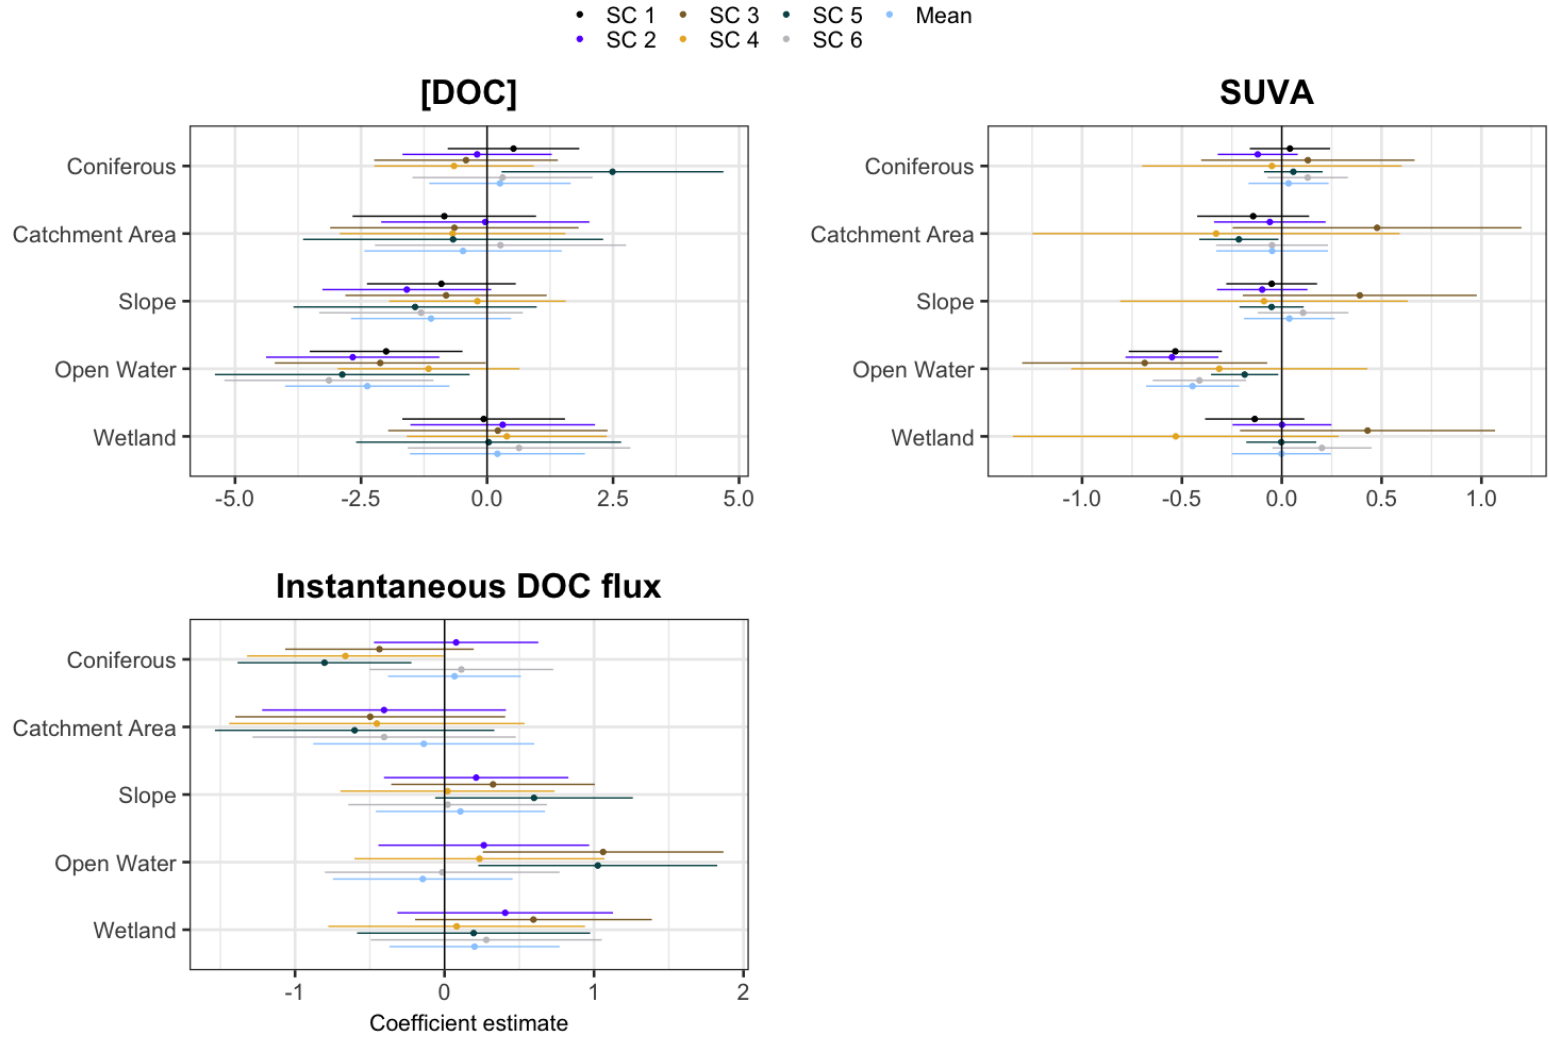 SC 1 SC 3 SC 5 Mean
SC 2 SC 4 SC 6
[DOC]
Coniferous
Catchment Area
Slope
Open Water
Wetland
-5.0 -2.5 0.0 2.5 5.0
SUVA
Coniferous
Catchment Area
Slope
Open Water
Wetland
-1.0 -0.5 0.0 0.5 1.0
Instantaneous DOC flux
Coniferous
Catchment Area
Slope
Open Water
Wetland
-1 0 1 2
Coefficient estimate